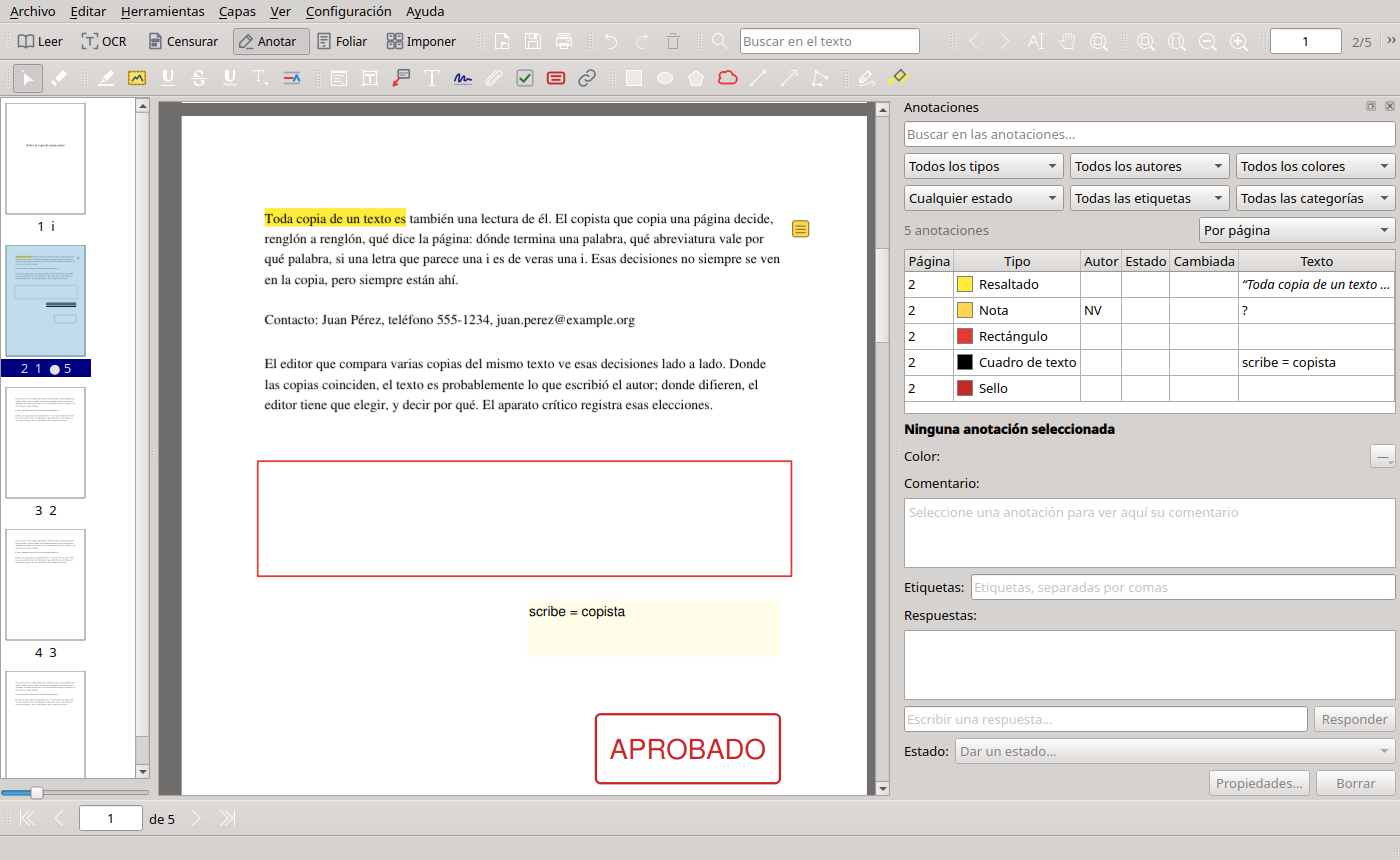 Archivo Editar Herramientas Capas Ver Configuración Ayuda
Leer OCR Censurar Anotar Foliar Imponer Buscar en el texto 1 2/5
1 i
2 1 5
3 2
4 3
Toda copia de un texto es también una lectura de él. El copista que copia una página decide,
renglón a renglón, qué dice la página: dónde termina una palabra, qué abreviatura vale por
qué palabra, si una letra que parece una i es de veras una i. Esas decisiones no siempre se ven
en la copia, pero siempre están ahí.
Contacto: Juan Pérez, teléfono 555-1234, juan.perez@example.org
El editor que compara varias copias del mismo texto ve esas decisiones lado a lado. Donde
las copias coinciden, el texto es probablemente lo que escribió el autor; donde difieren, el
editor tiene que elegir, y decir por qué. El aparato crítico registra esas elecciones.
scribe = copista
APROBADO
Anotaciones
Buscar en las anotaciones...
Todos los tipos Todos los autores Todos los colores
Cualquier estado Todas las etiquetas Todas las categorías
5 anotaciones Por página
Página Tipo Autor Estado Cambiada Texto
2 Resaltado “Toda copia de un texto ...
2 Nota NV ?
2 Rectángulo
2 Cuadro de texto scribe = copista
2 Sello
Ninguna anotación seleccionada
Color: —
Comentario:
Seleccione una anotación para ver aquí su comentario
Etiquetas: Etiquetas, separadas por comas
Respuestas:
Escribir una respuesta... Responder
Estado: Dar un estado...
Propiedades... Borrar
1 de 5